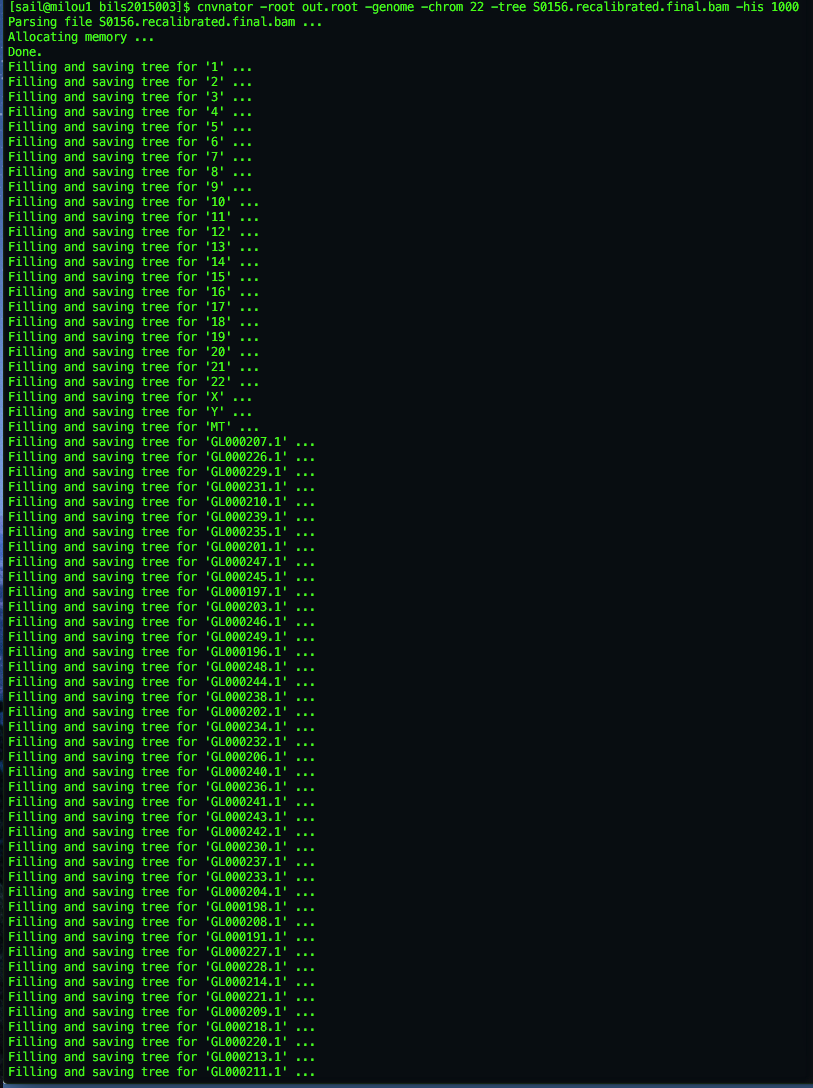 [sail@milou1 bils2015003]$ cnvnator -root out.root -genome -chrom 22 -tree S0156.recalibrated.final.bam -his 1000
Parsing file S0156.recalibrated.final.bam ...
Allocating memory ...
Done.
Filling and saving tree for '1' ...
Filling and saving tree for '2' ...
Filling and saving tree for '3' ...
Filling and saving tree for '4' ...
Filling and saving tree for '5' ...
Filling and saving tree for '6' ...
Filling and saving tree for '7' ...
Filling and saving tree for '8' ...
Filling and saving tree for '9' ...
Filling and saving tree for '10' ...
Filling and saving tree for '11' ...
Filling and saving tree for '12' ...
Filling and saving tree for '13' ...
Filling and saving tree for '14' ...
Filling and saving tree for '15' ...
Filling and saving tree for '16' ...
Filling and saving tree for '17' ...
Filling and saving tree for '18' ...
Filling and saving tree for '19' ...
Filling and saving tree for '20' ...
Filling and saving tree for '21' ...
Filling and saving tree for '22' ...
Filling and saving tree for 'X' ...
Filling and saving tree for 'Y' ...
Filling and saving tree for 'MT' ...
Filling and saving tree for 'GL000207.1' ...
Filling and saving tree for 'GL000226.1' ...
Filling and saving tree for 'GL000229.1' ...
Filling and saving tree for 'GL000231.1' ...
Filling and saving tree for 'GL000210.1' ...
Filling and saving tree for 'GL000239.1' ...
Filling and saving tree for 'GL000235.1' ...
Filling and saving tree for 'GL000201.1' ...
Filling and saving tree for 'GL000247.1' ...
Filling and saving tree for 'GL000245.1' ...
Filling and saving tree for 'GL000197.1' ...
Filling and saving tree for 'GL000203.1' ...
Filling and saving tree for 'GL000246.1' ...
Filling and saving tree for 'GL000249.1' ...
Filling and saving tree for 'GL000196.1' ...
Filling and saving tree for 'GL000248.1' ...
Filling and saving tree for 'GL000244.1' ...
Filling and saving tree for 'GL000238.1' ...
Filling and saving tree for 'GL000202.1' ...
Filling and saving tree for 'GL000234.1' ...
Filling and saving tree for 'GL000232.1' ...
Filling and saving tree for 'GL000206.1' ...
Filling and saving tree for 'GL000240.1' ...
Filling and saving tree for 'GL000236.1' ...
Filling and saving tree for 'GL000241.1' ...
Filling and saving tree for 'GL000243.1' ...
Filling and saving tree for 'GL000242.1' ...
Filling and saving tree for 'GL000230.1' ...
Filling and saving tree for 'GL000237.1' ...
Filling and saving tree for 'GL000233.1' ...
Filling and saving tree for 'GL000204.1' ...
Filling and saving tree for 'GL000198.1' ...
Filling and saving tree for 'GL000208.1' ...
Filling and saving tree for 'GL000191.1' ...
Filling and saving tree for 'GL000227.1' ...
Filling and saving tree for 'GL000228.1' ...
Filling and saving tree for 'GL000214.1' ...
Filling and saving tree for 'GL000221.1' ...
Filling and saving tree for 'GL000209.1' ...
Filling and saving tree for 'GL000218.1' ...
Filling and saving tree for 'GL000220.1' ...
Filling and saving tree for 'GL000213.1' ...
Filling and saving tree for 'GL000211.1' ...